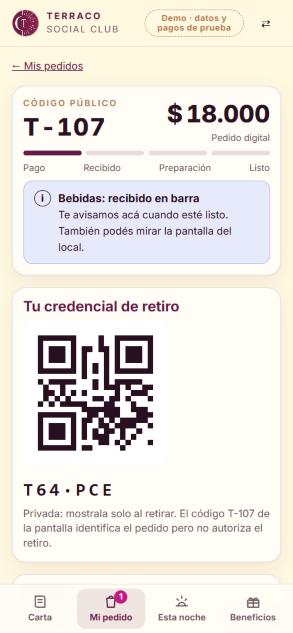 TERRACO
SOCIAL CLUB
Demo · datos y
pagos de prueba
← Mis pedidos
CÓDIGO PÚBLICO
T-107
$ 18.000
Pedido digital
Pago
Recibido
Preparación
Listo
Bebidas: recibido en barra
Te avisamos acá cuando esté listo.
También podés mirar la pantalla del
local.
Tu credencial de retiro
T64·PCE
Privada: mostrala solo al retirar. El código T-107 de
la pantalla identifica el pedido pero no autoriza el
retiro.
Carta
1
Mi pedido
Esta noche
Beneficios